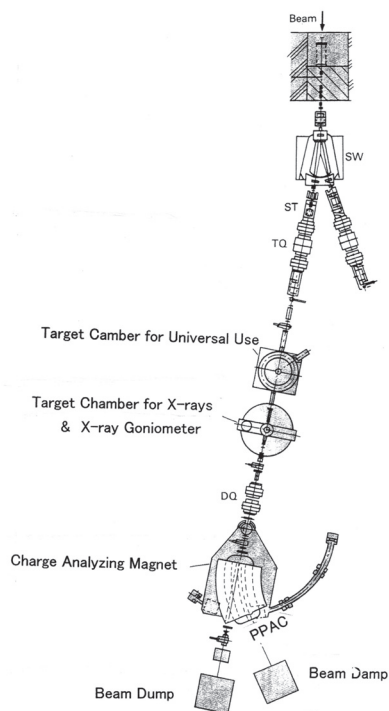 Beam
SW
ST
TQ
Target Camber for Universal Use
Target Chamber for X-rays
& X-ray Goniometer
DQ
Charge Analyzing Magnet
PPAC
Beam Damp
Beam Dump